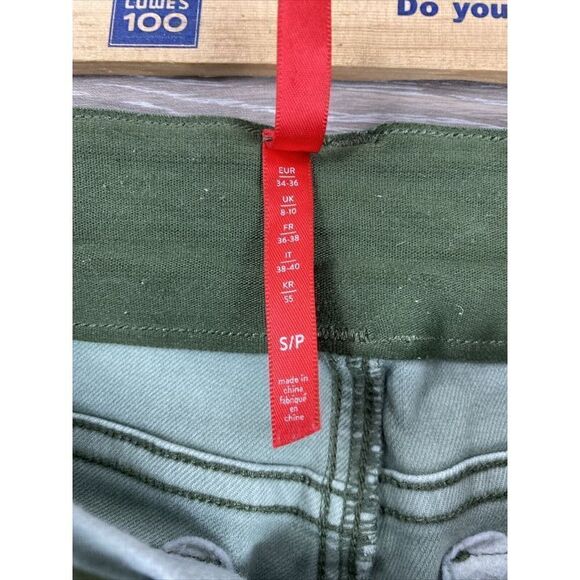 LOWES
100
Do you
EUR
34-36
UK
8-10
FR
36-38
IT
38-40
KR
55
S/P
made in
china
fabriqué
en
chine